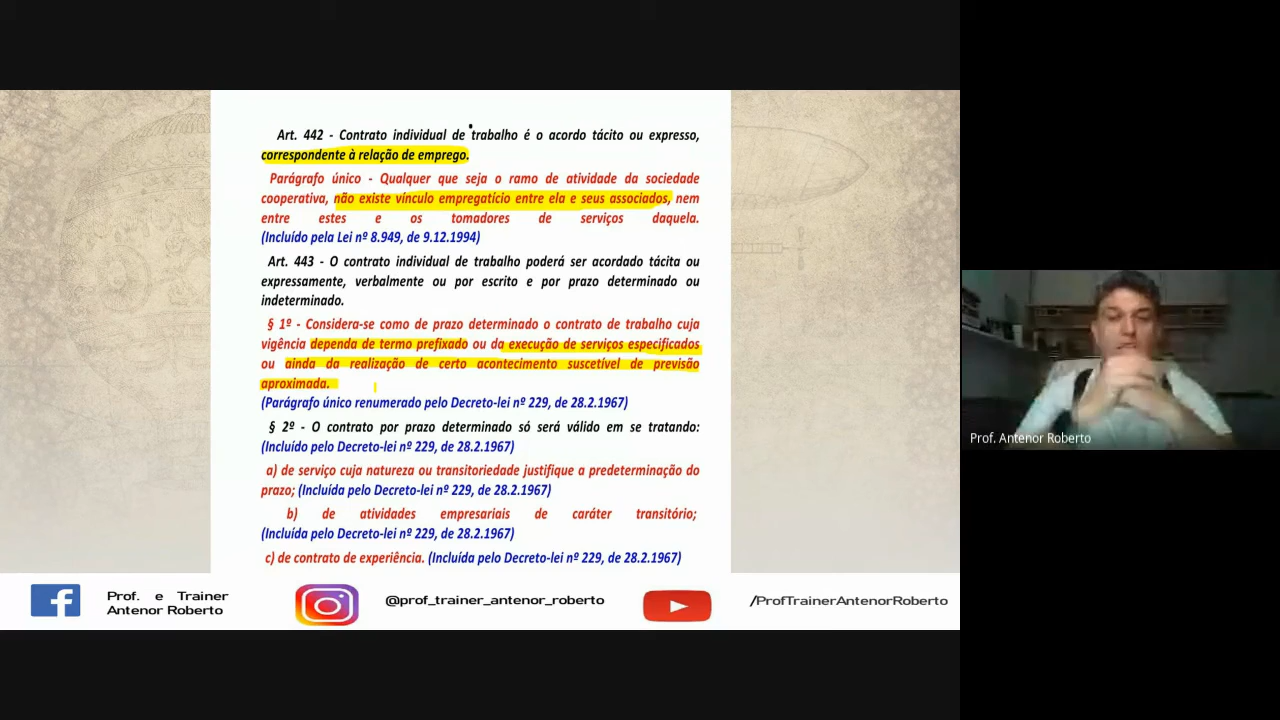 Art. 442 - Contrato individual de trabalho é o acordo tácito ou expresso,
correspondente à relação de emprego.
Parágrafo único - Qualquer que seja o ramo de atividade da sociedade
cooperativa, não existe vínculo empregatício entre ela e seus associados, nem
entre estes e os tomadores de serviços daquela.
(Incluído pela Lei nº 8.949, de 9.12.1994)
Art. 443 - O contrato individual de trabalho poderá ser acordado tácita ou
expressamente, verbalmente ou por escrito e por prazo determinado ou
indeterminado.
§ 1º - Considera-se como de prazo determinado o contrato de trabalho cuja
vigência dependa de termo prefixado ou da execução de serviços especificados
ou ainda da realização de certo acontecimento suscetível de previsão
aproximada.
(Parágrafo único renumerado pelo Decreto-lei nº 229, de 28.2.1967)
§ 2º - O contrato por prazo determinado só será válido em se tratando:
(Incluído pelo Decreto-lei nº 229, de 28.2.1967)
a) de serviço cuja natureza ou transitoriedade justifique a predeterminação do
prazo; (Incluída pelo Decreto-lei nº 229, de 28.2.1967)
b) de atividades empresariais de caráter transitório;
(Incluída pelo Decreto-lei nº 229, de 28.2.1967)
c) de contrato de experiência. (Incluída pelo Decreto-lei nº 229, de 28.2.1967)
Prof. e Trainer
Antenor Roberto
@prof_trainer_antenor_roberto
/ProfTrainerAntenorRoberto
Prof. Antenor Roberto